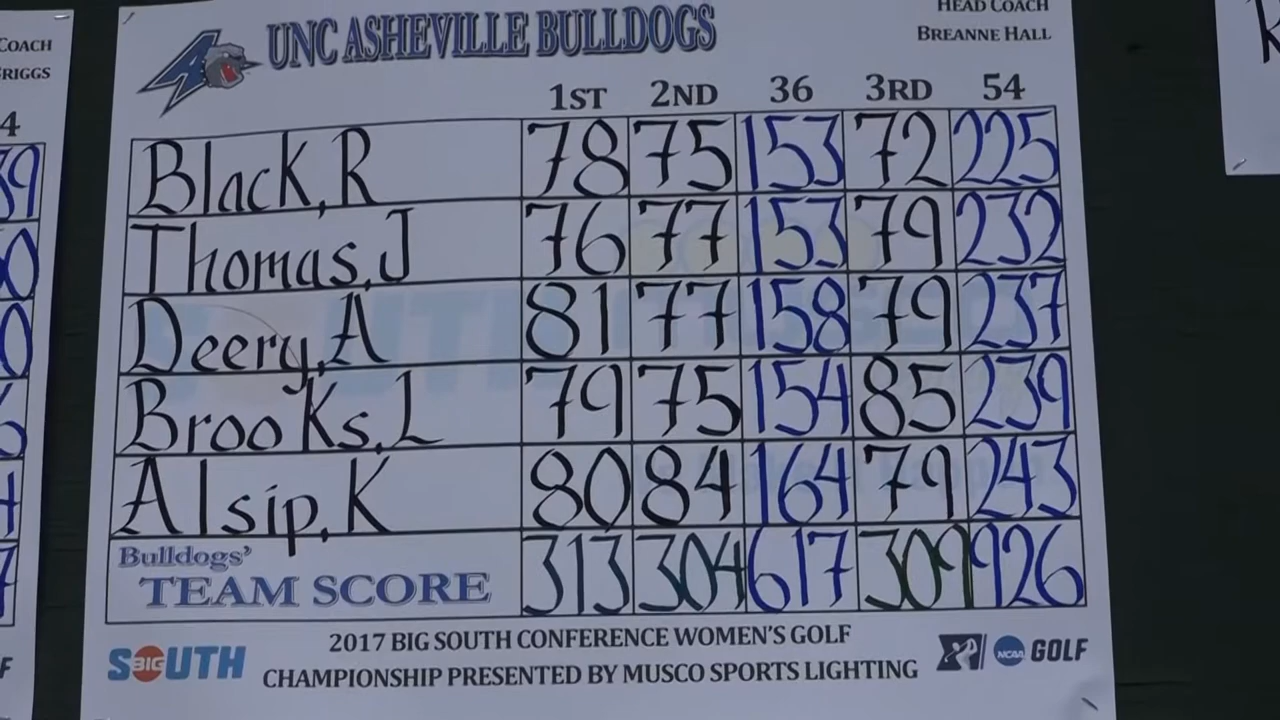 COACH
RIGGS
4
UNC ASHEVILLE BULLDOGS
HEAD COACH
BREANNE HALL
1ST 2ND 36 3RD 54
Black, R 78 75 153 72 225
Thomas, J 76 77 153 79 232
Deery, A 81 77 158 79 237
Brooks, L 79 75 154 85 239
Alsip, K 80 84 164 79 243
Bulldogs'
TEAM SCORE 313 304 617 309 926
BIG SOUTH
2017 BIG SOUTH CONFERENCE WOMEN'S GOLF
CHAMPIONSHIP PRESENTED BY MUSCO SPORTS LIGHTING
NCAA GOLF